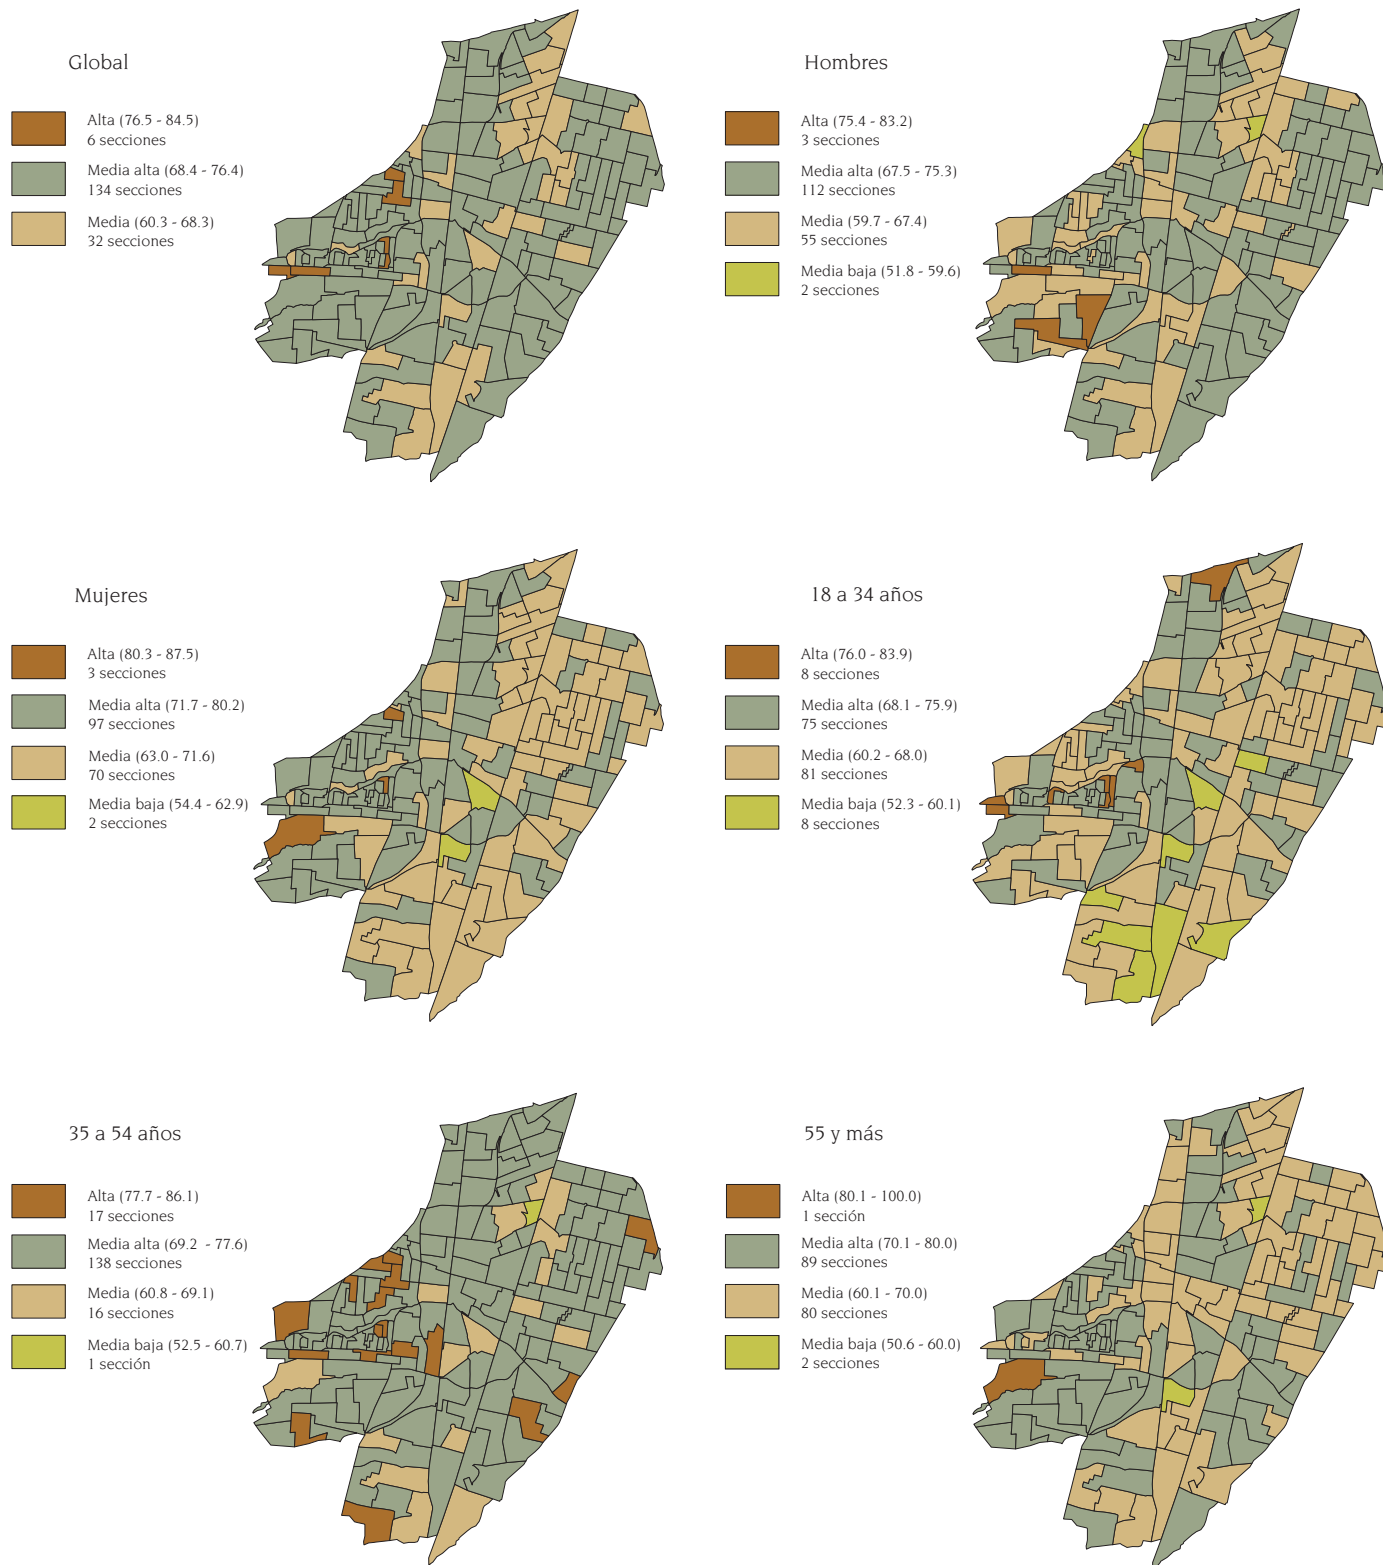 Global
Alta (76.5 - 84.5)
6 secciones
Media alta (68.4 - 76.4)
134 secciones
Media (60.3 - 68.3)
32 secciones
Hombres
Alta (75.4 - 83.2)
3 secciones
Media alta (67.5 - 75.3)
112 secciones
Media (59.7 - 67.4)
55 secciones
Media baja (51.8 - 59.6)
2 secciones
Mujeres
Alta (80.3 - 87.5)
3 secciones
Media alta (71.7 - 80.2)
97 secciones
Media (63.0 - 71.6)
70 secciones
Media baja (54.4 - 62.9)
2 secciones
18 a 34 años
Alta (76.0 - 83.9)
8 secciones
Media alta (68.1 - 75.9)
75 secciones
Media (60.2 - 68.0)
81 secciones
Media baja (52.3 - 60.1)
8 secciones
35 a 54 años
Alta (77.7 - 86.1)
17 secciones
Media alta (69.2 - 77.6)
138 secciones
Media (60.8 - 69.1)
16 secciones
Media baja (52.5 - 60.7)
1 sección
55 y más
Alta (80.1 - 100.0)
1 sección
Media alta (70.1 - 80.0)
89 secciones
Media (60.1 - 70.0)
80 secciones
Media baja (50.6 - 60.0)
2 secciones